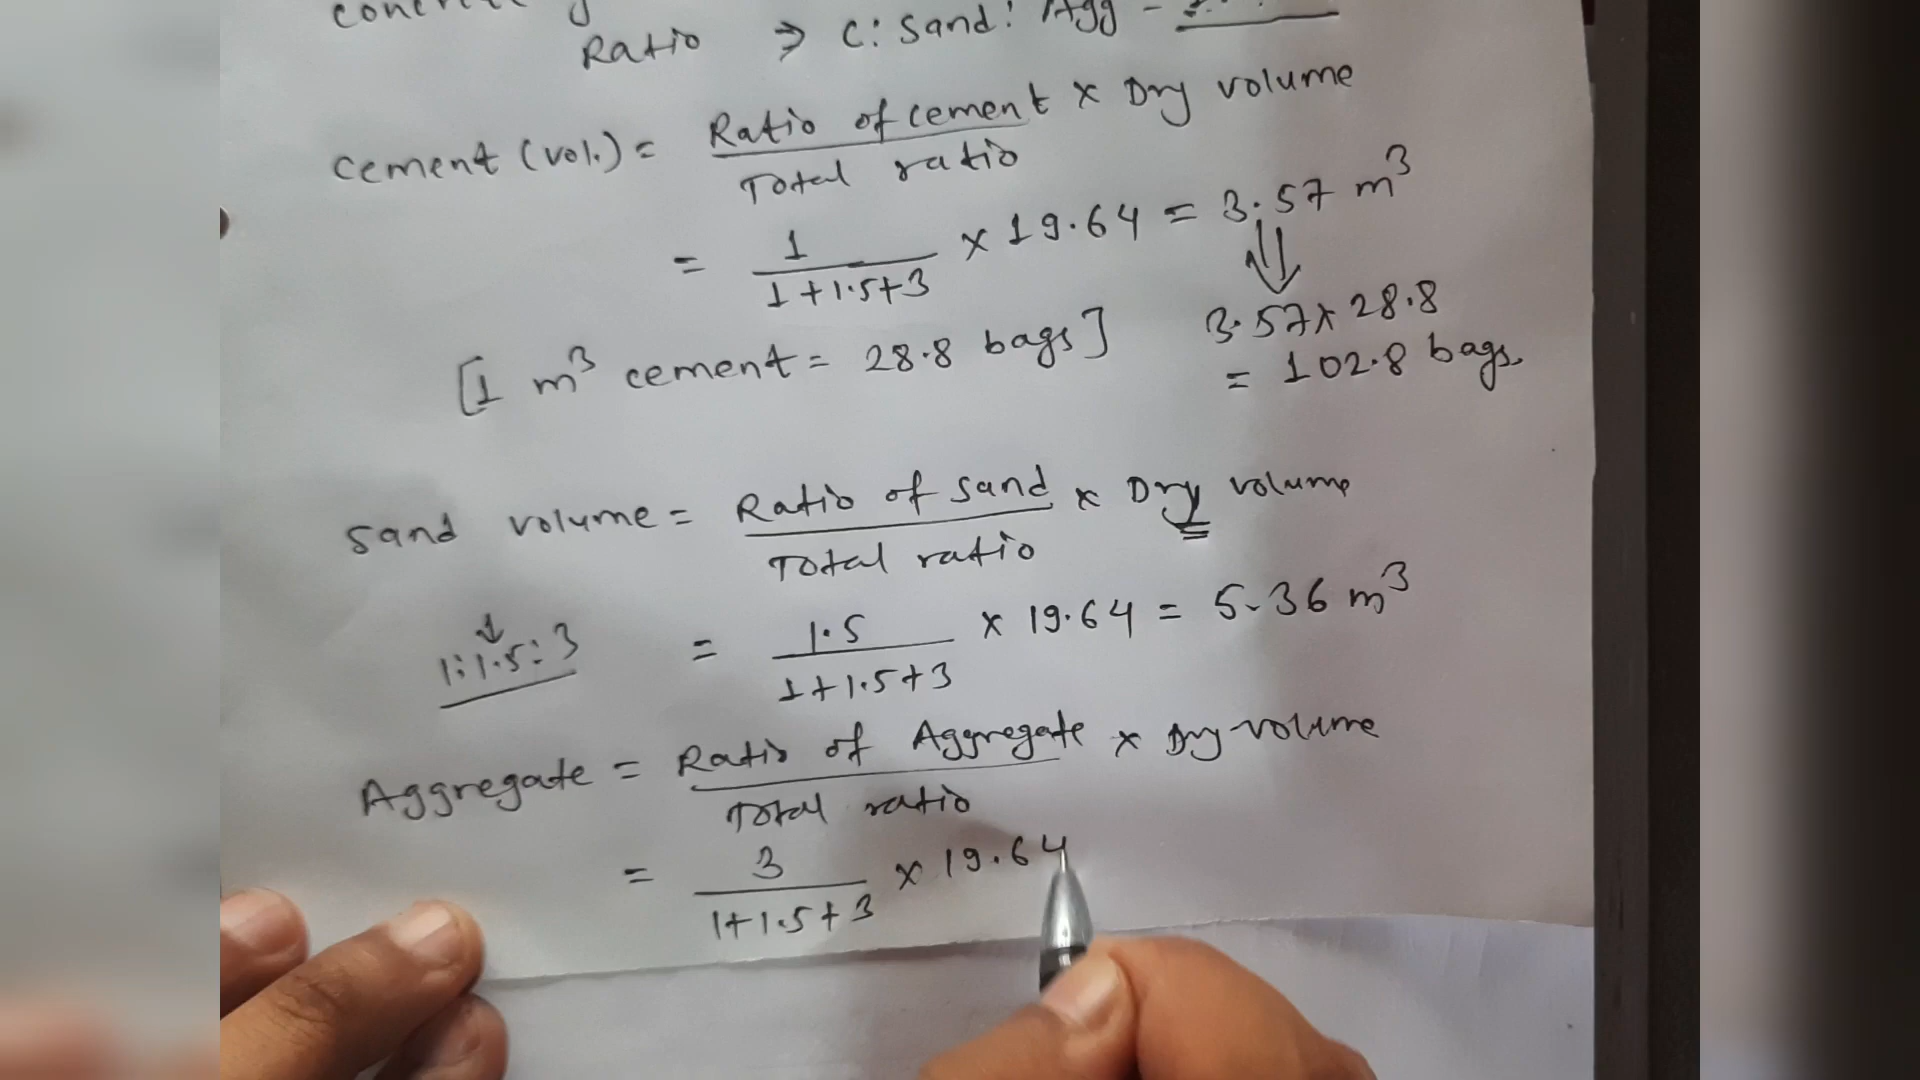 Ratio ⇒ C: Sand: Agg -
cement (vol.) = Ratio of cement × Dry volume
Total ratio
= 1 × 19.64 = 3.57 m³
1+1.5+3
3.57×28.8
[1 m³ cement = 28.8 bags]
= 102.8 bags.
Sand volume = Ratio of Sand × Dry volume
Total ratio
1:1.5:3 = 1.5 × 19.64 = 5.36 m³
1+1.5+3
Aggregate = Ratio of Aggregate × Dry volume
Total ratio
= 3 × 19.64
1+1.5+3